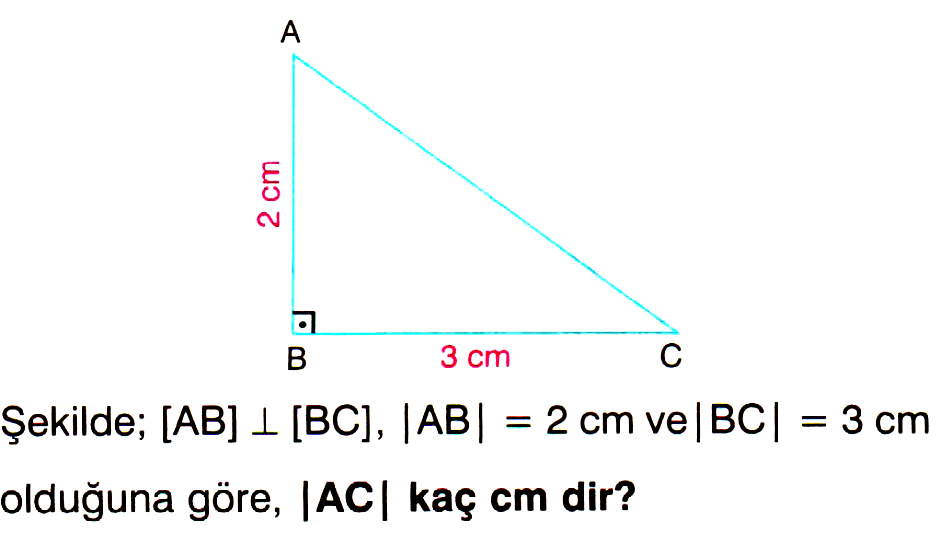 A
2 cm
B
3 cm
C
Şekilde; [AB] ⊥ [BC], |AB| = 2 cm ve|BC| = 3 cm
olduğuna göre, |AC| kaç cm dir?